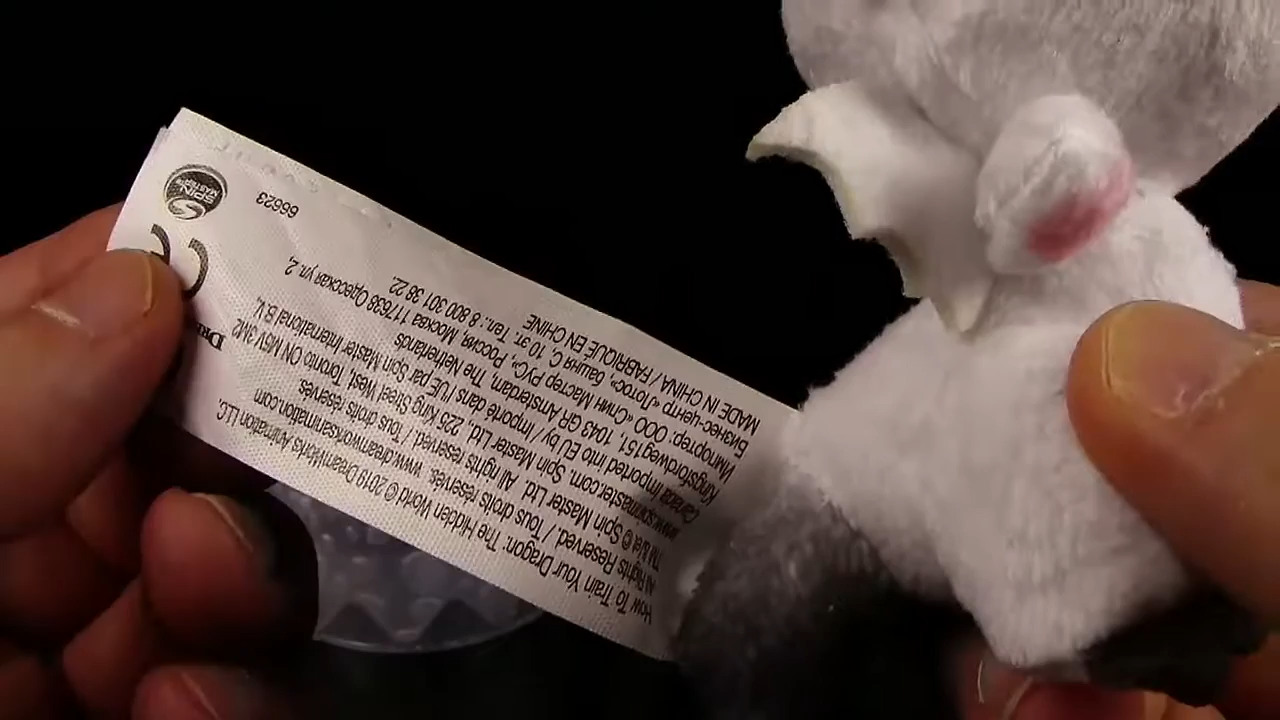 How To Train Your Dragon: The Hidden World © 2019 DreamWorks Animation LLC.
All Rights Reserved. / Tous droits réservés. www.dreamworksanimation.com
TM & © Spin Master Ltd. All rights reserved. / Tous droits réservés.
www.spinmaster.com. Spin Master Ltd., 225 King Street West, Toronto ON M5V 3M2
Canada Imported into EU by / Importé dans l'UE par Spin Master International B.V.,
Kingsfordweg 151, 1043 GR Amsterdam, The Netherlands
Импортер: ООО «Спин Мастер РУС», Россия, Москва 117638 Одесская ул. 2,
Бизнес-центр «Лотос», башня С, 10 эт. Тел.: 8 800 301 38 22.
MADE IN CHINA / FABRIQUÉ EN CHINE
66623
SPIN
MASTER
CE